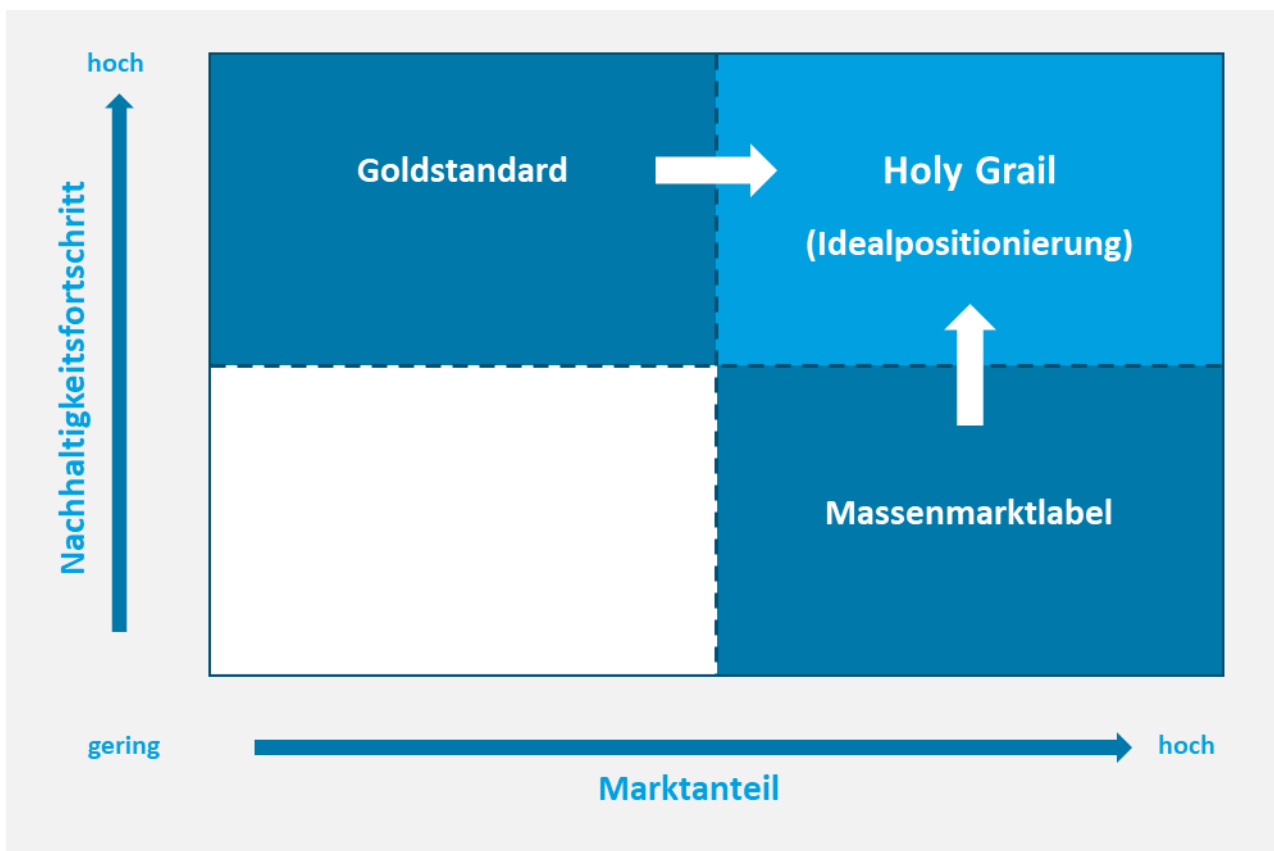 hoch
Nachhaltigkeitsfortschritt
Goldstandard
Holy Grail
(Idealpositionierung)
Massenmarktlabel
gering
hoch
Marktanteil